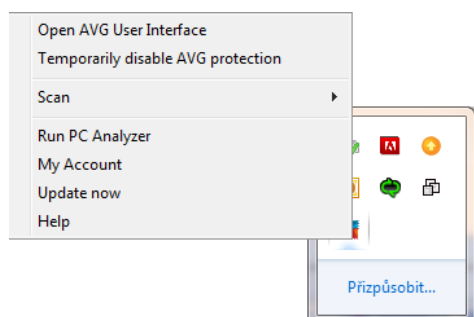 Open AVG User Interface
Temporarily disable AVG protection
Scan
Run PC Analyzer
My Account
Update now
Help
Přizpůsobit...